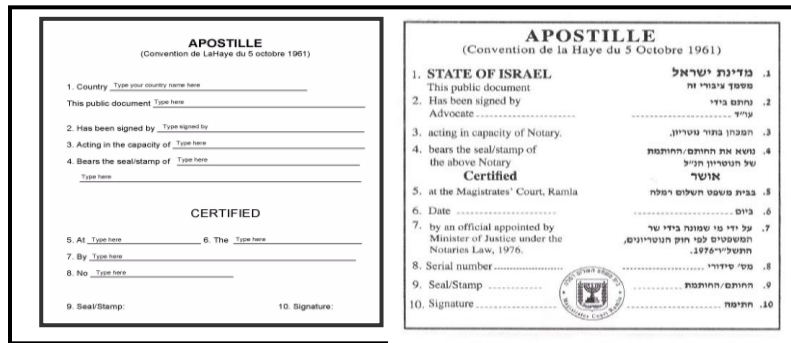 APOSTILLE
(Convention de LaHaye du 5 octobre 1961)
1. Country Type your country name here
This public document Type here
2. Has been signed by Type signed by
3. Acting in the capacity of Type here
4. Bears the seal/stamp of Type here
Type here
CERTIFIED
5. At Type here 6. The Type here
7. By Type here
8. No Type here
9. Seal/Stamp: 10. Signature:
APOSTILLE
(Convention de la Haye du 5 Octobre 1961)
1. STATE OF ISRAEL מדינת ישראל .1
This public document מסמך ציבורי זה
2. Has been signed by נחתם בידי .2
Advocate עו״ד
3. acting in capacity of Notary. המכהן בתור נוטריון. .3
4. bears the seal/stamp of נושא את החותם/החותמת .4
the above Notary של הנוטריון הנ״ל
Certified אושר
5. at the Magistrates' Court, Ramla בבית משפט השלום רמלה .5
6. Date ביום .6
7. by an official appointed by על ידי מי שמונה בידי שר .7
Minister of Justice under the המשפטים לפי חוק הנוטריונים,
Notaries Law, 1976. התשל״ו־1976.
8. Serial number מס׳ סידורי .8
9. Seal/Stamp החותם/החותמת .9
10. Signature חתימה .10
Magistrates Court Ramla